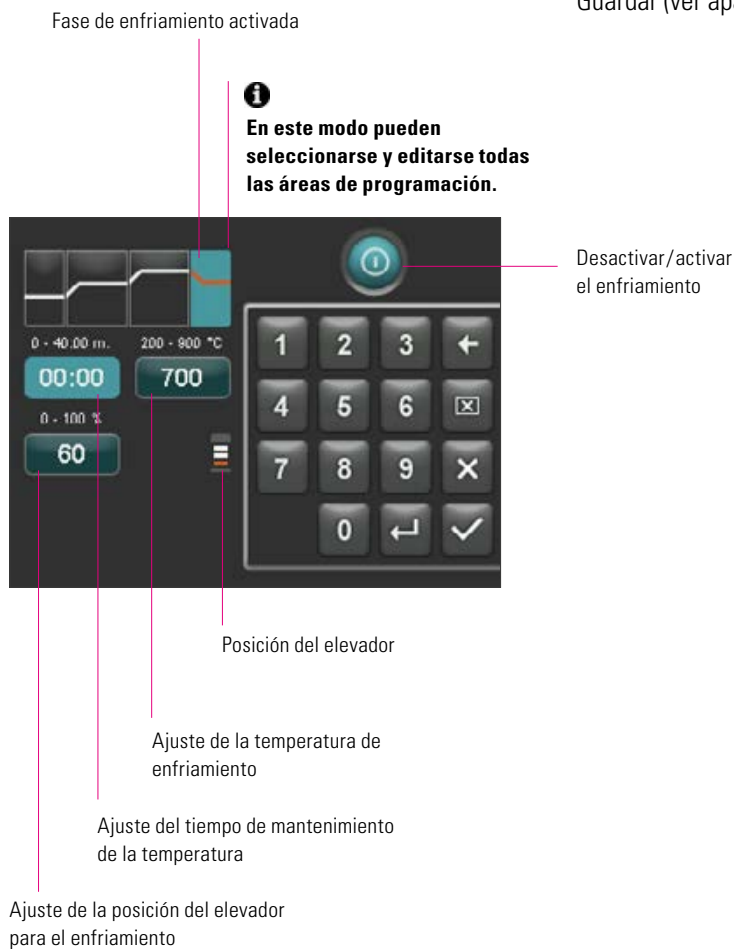 Guardar (ver apa
Fase de enfriamiento activada
En este modo pueden
seleccionarse y editarse todas
las áreas de programación.
Desactivar/activar
el enfriamiento
0 - 40.00 m. 200 - 900 °C
00:00 700
0 - 100 %
60
1 2 3
4 5 6
7 8 9
0
Posición del elevador
Ajuste de la temperatura de
enfriamiento
Ajuste del tiempo de mantenimiento
de la temperatura
Ajuste de la posición del elevador
para el enfriamiento